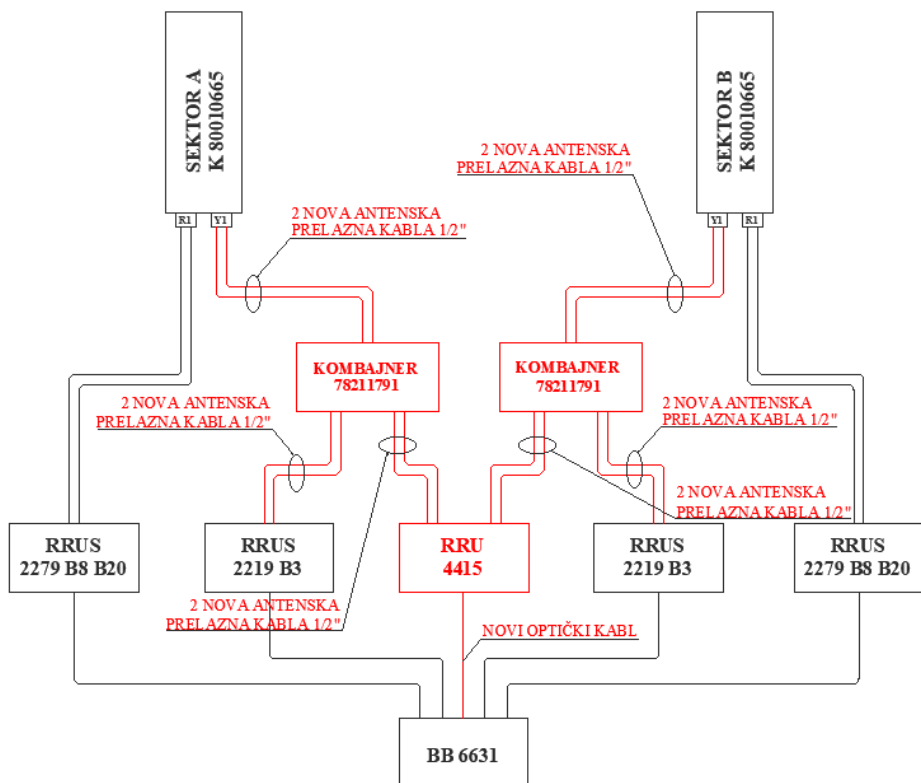 SEKTOR A
K 80010665
SEKTOR B
K 80010665
R1
Y1
Y1
R1
2 NOVA ANTENSKA
PRELAZNA KABLA 1/2"
2 NOVA ANTENSKA
PRELAZNA KABLA 1/2"
KOMBAJNER
78211791
KOMBAJNER
78211791
2 NOVA ANTENSKA
PRELAZNA KABLA 1/2"
2 NOVA ANTENSKA
PRELAZNA KABLA 1/2"
2 NOVA ANTENSKA
PRELAZNA KABLA 1/2"
RRUS
2279 B8 B20
RRUS
2219 B3
RRU
4415
RRUS
2219 B3
RRUS
2279 B8 B20
2 NOVA ANTENSKA
PRELAZNA KABLA 1/2"
NOVI OPTIČKI KABL
BB 6631